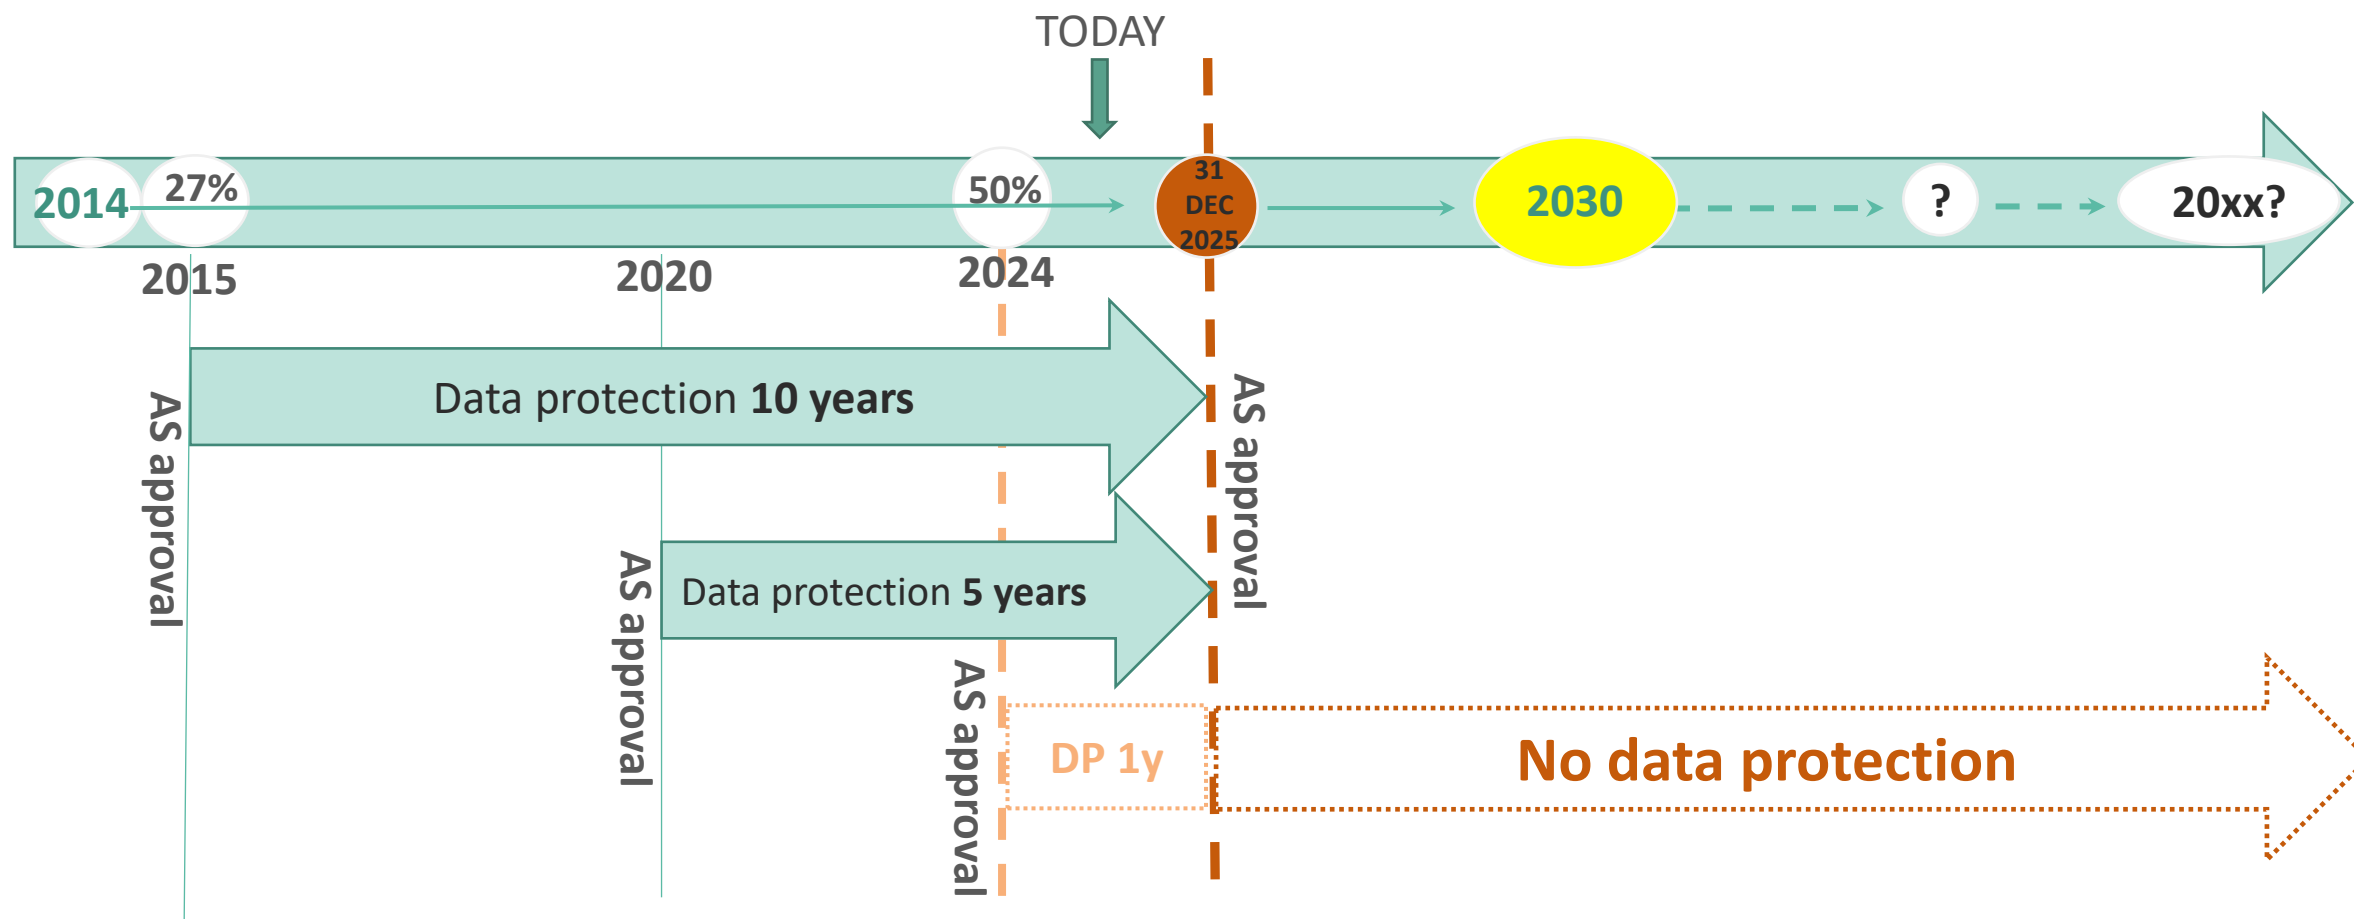 TODAY
2014
27%
50%
31
DEC
2025
2030
?
20xx?
2015
2020
2024
Data protection 10 years
AS approval
AS approval
Data protection 5 years
AS approval
AS approval
DP 1y
No data protection